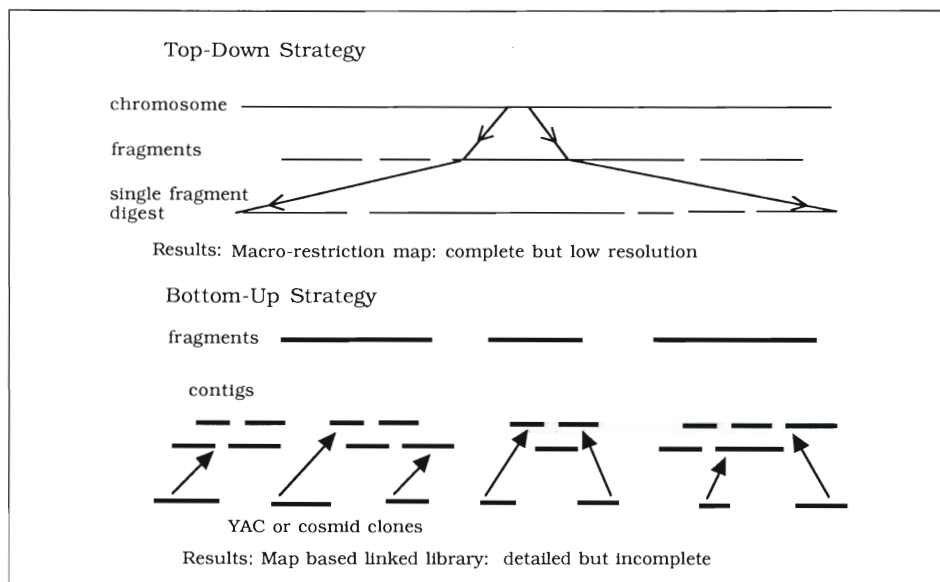 Top-Down Strategy
chromosome
fragments
single fragment
digest
Results: Macro-restriction map: complete but low resolution
Bottom-Up Strategy
fragments
contigs
YAC or cosmid clones
Results: Map based linked library: detailed but incomplete